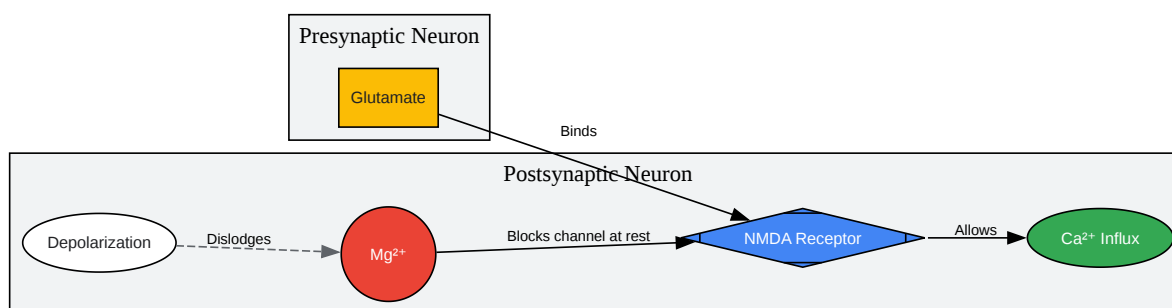 Presynaptic Neuron
Glutamate
Binds
Postsynaptic Neuron
Depolarization
Dislodges
Mg²⁺
Blocks channel at rest
NMDA Receptor
Allows
Ca²⁺ Influx